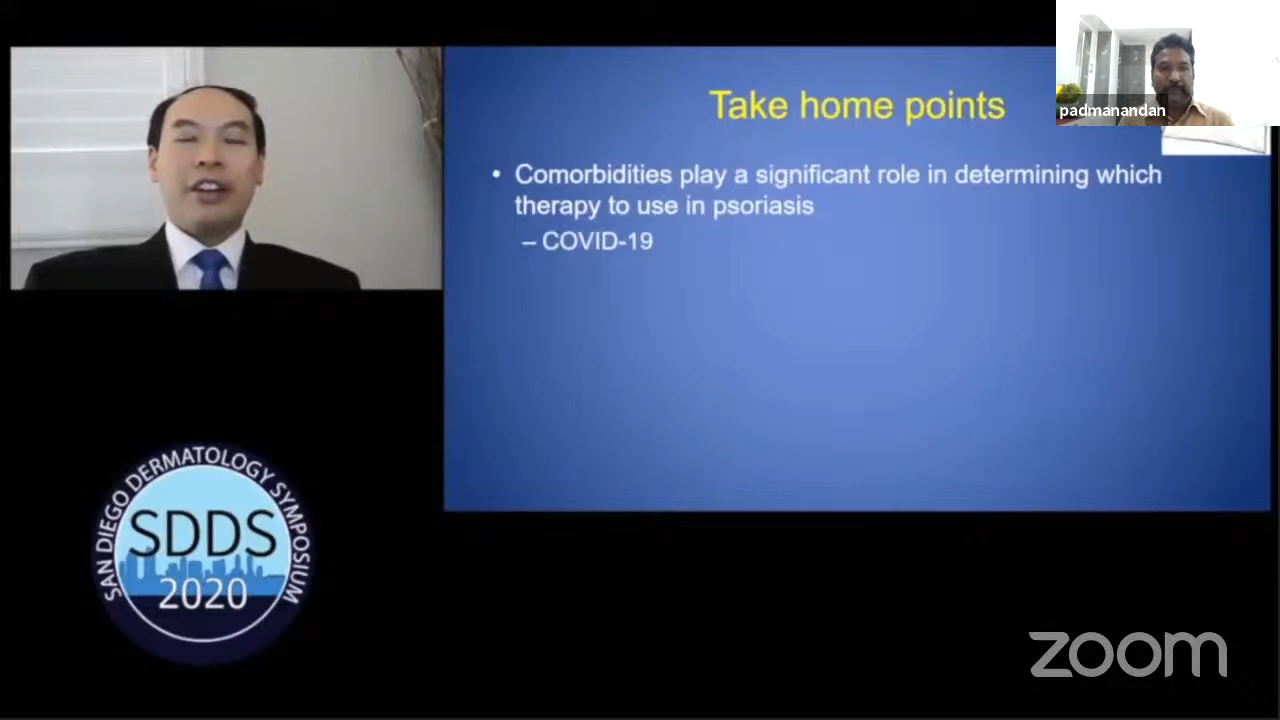 Take home points
padmanandan
• Comorbidities play a significant role in determining which
therapy to use in psoriasis
– COVID-19
SAN DIEGO DERMATOLOGY SYMPOSIUM
SDDS
2020
zoom